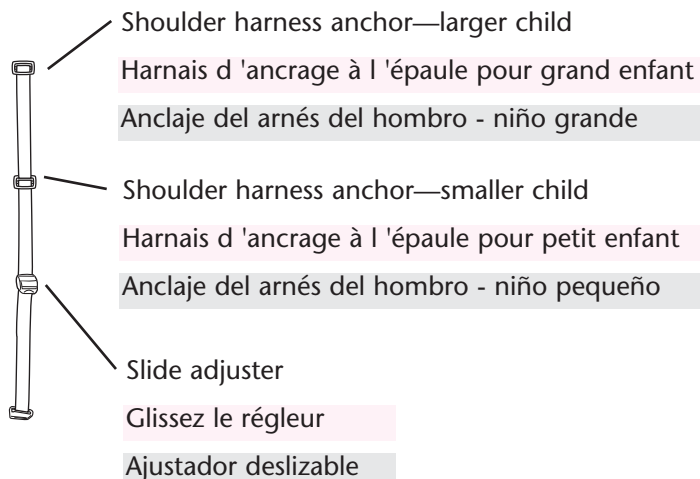 Shoulder harness anchor—larger child
Harnais d 'ancrage à l 'épaule pour grand enfant
Anclaje del arnés del hombro - niño grande
Shoulder harness anchor—smaller child
Harnais d 'ancrage à l 'épaule pour petit enfant
Anclaje del arnés del hombro - niño pequeño
Slide adjuster
Glissez le régleur
Ajustador deslizable